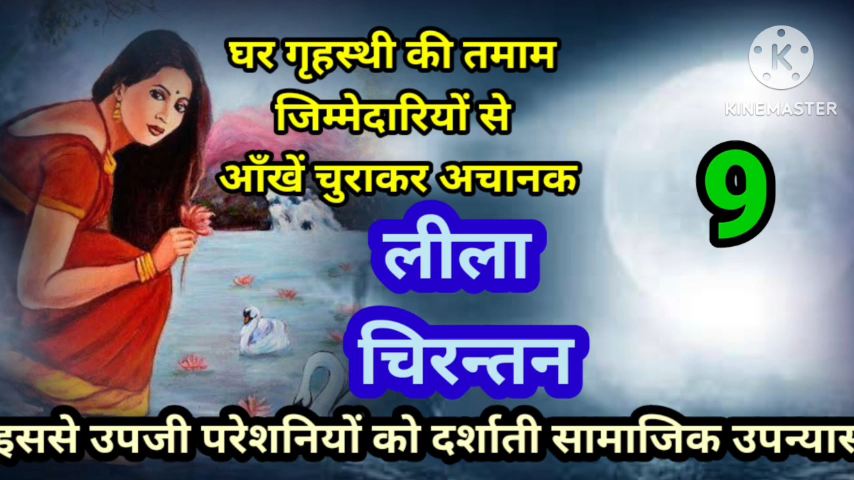 घर गृहस्थी की तमाम
जिम्मेदारियों से
आँखें चुराकर अचानक
लीला
चिरन्तन
इससे उपजी परेशनियों को दर्शाती सामाजिक उपन्यास
9
K
KINEMASTER